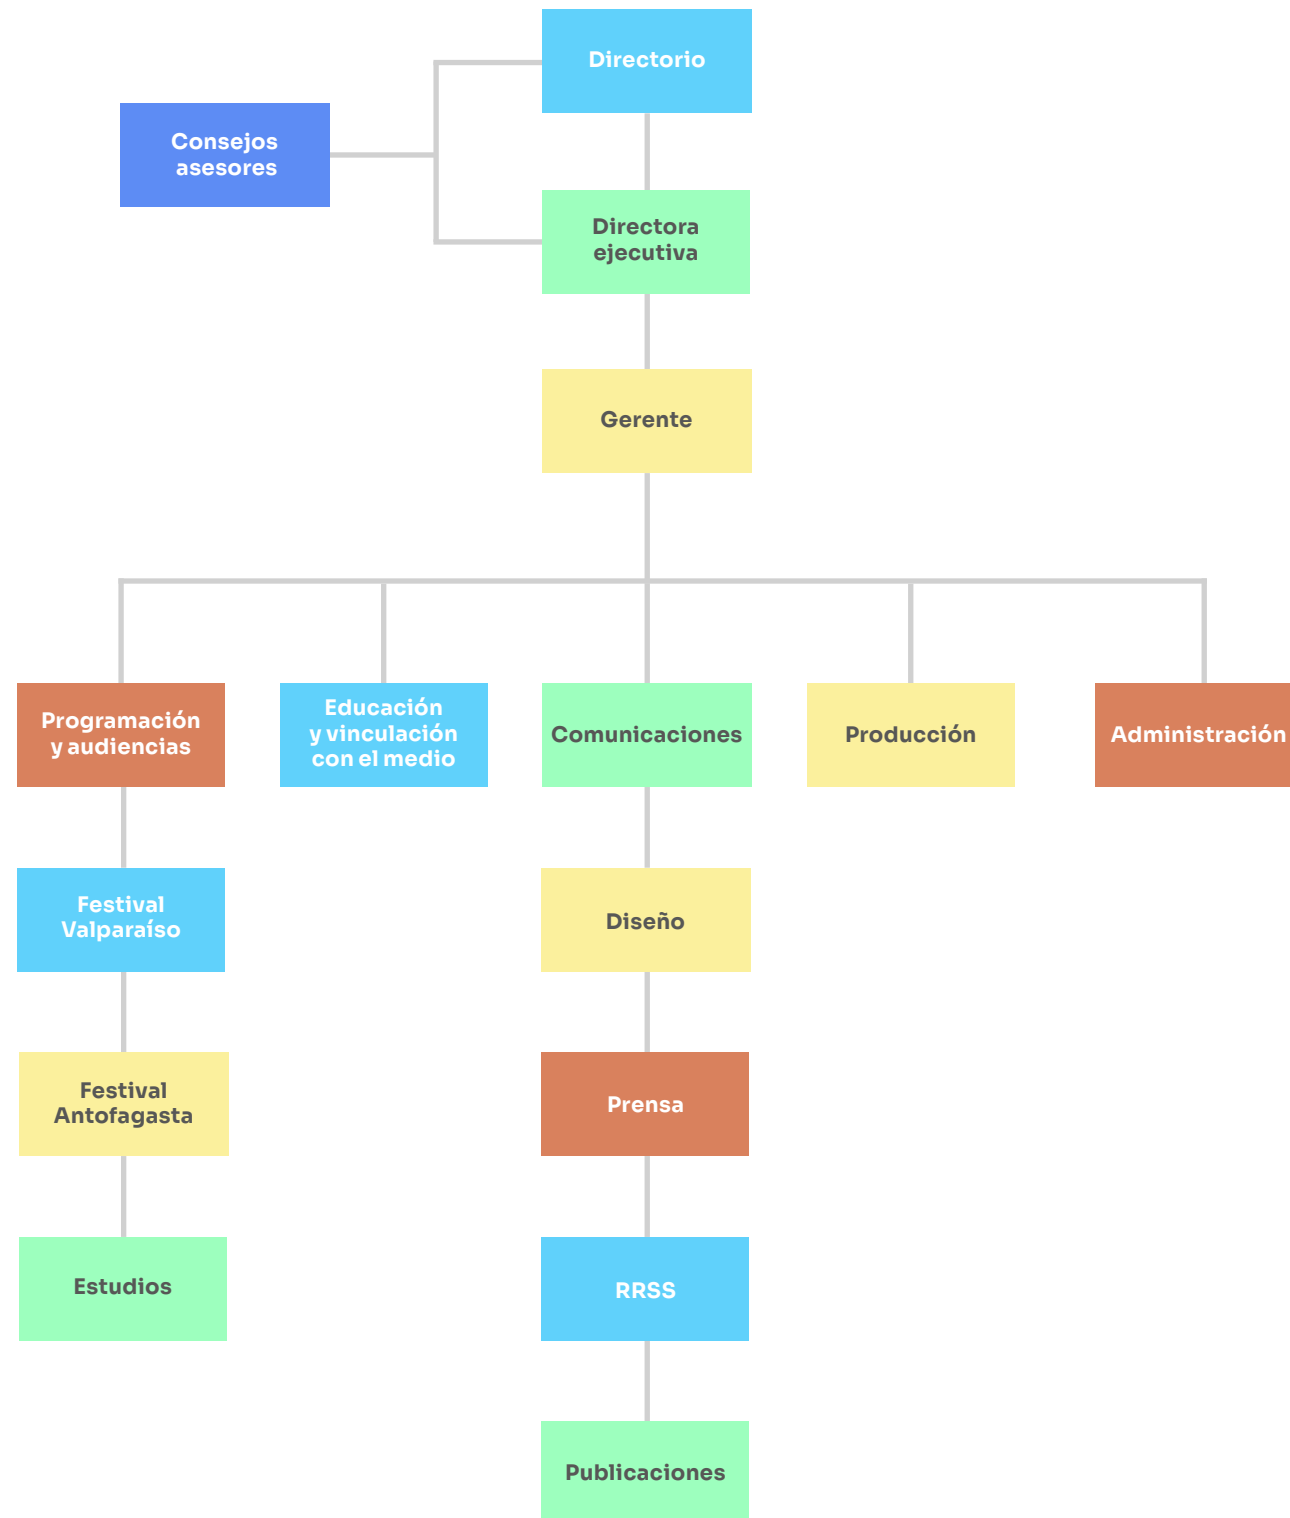 Directorio
Consejos
asesores
Directora
ejecutiva
Gerente
Programación
y audiencias
Educación
y vinculación
con el medio
Comunicaciones
Producción
Administración
Festival
Valparaíso
Diseño
Festival
Antofagasta
Prensa
Estudios
RRSS
Publicaciones